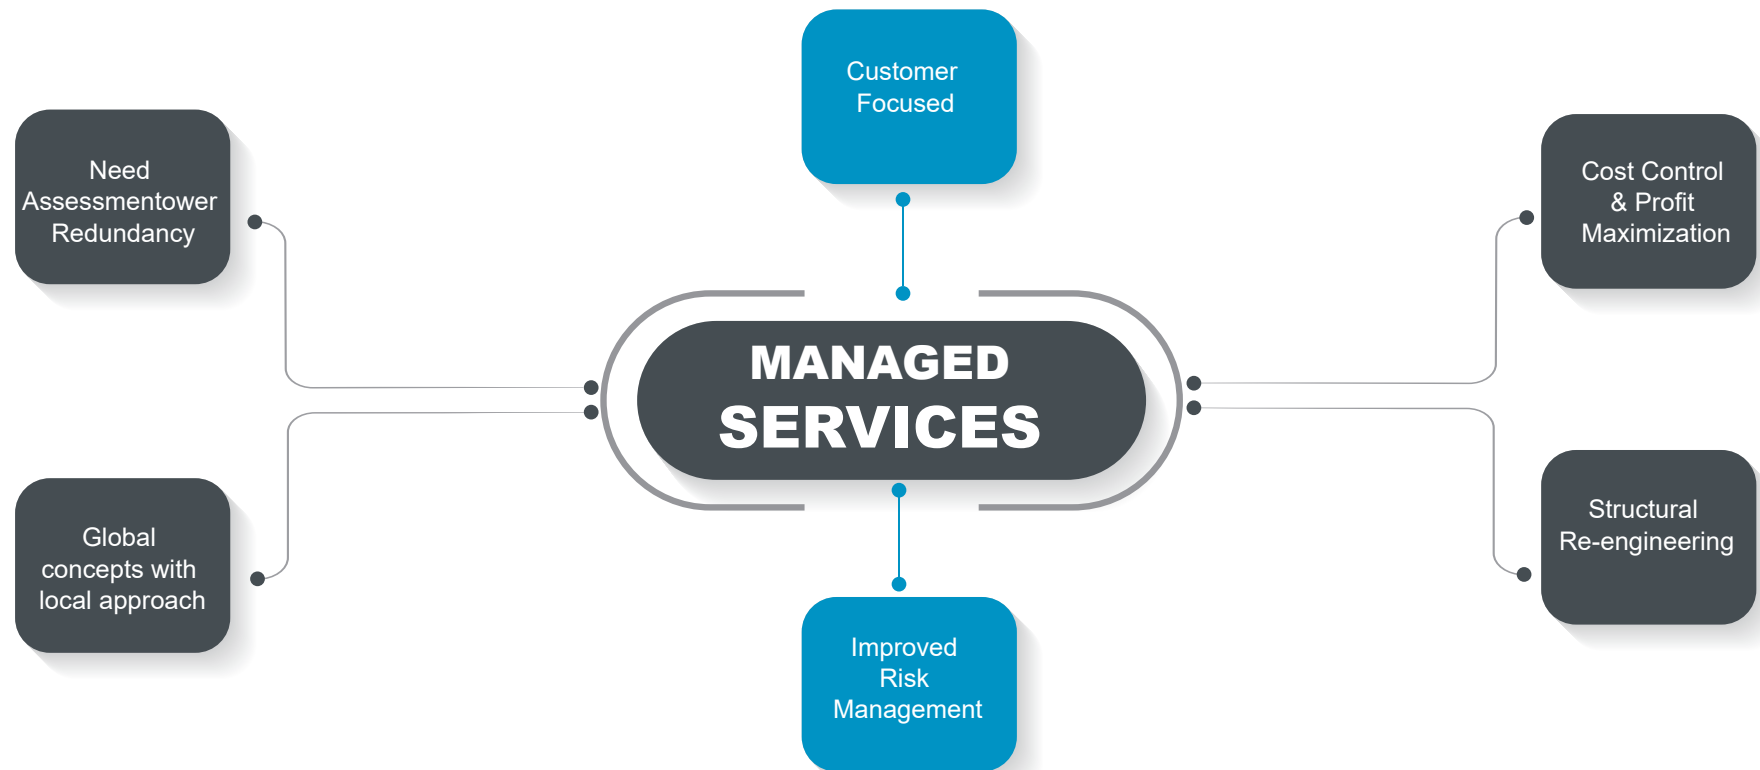 Customer
Focused
Need
Assessmentower
Redundancy
Cost Control
& Profit
Maximization
MANAGED
SERVICES
Global
concepts with
local approach
Structural
Re-engineering
Improved
Risk
Management